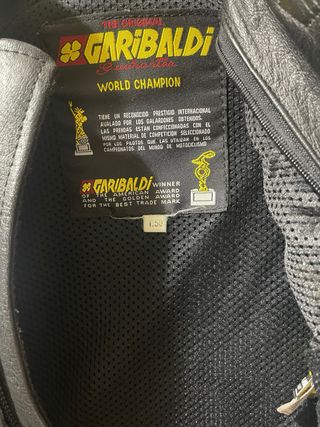 THE ORIGINAL
GARIBALDI
WORLD CHAMPION
TIENE UN RECONOCIDO PRESTIGIO INTERNACIONAL
AVALADO POR LOS GALARDONES OBTENIDOS.
LAS PRENDAS ESTAN CONFECCIONADAS CON EL
MISMO MATERIAL DE COMPETICION SELECCIONADO
POR LOS PILOTOS QUE LAS UTILIZAN EN LOS
CAMPEONATOS DEL MUNDO DE MOTOCICLISMO
GARIBALDI WINNER
OF THE AMERICAN AWARD
AND THE GOLDEN AWARD
FOR THE BEST TRADE MARK